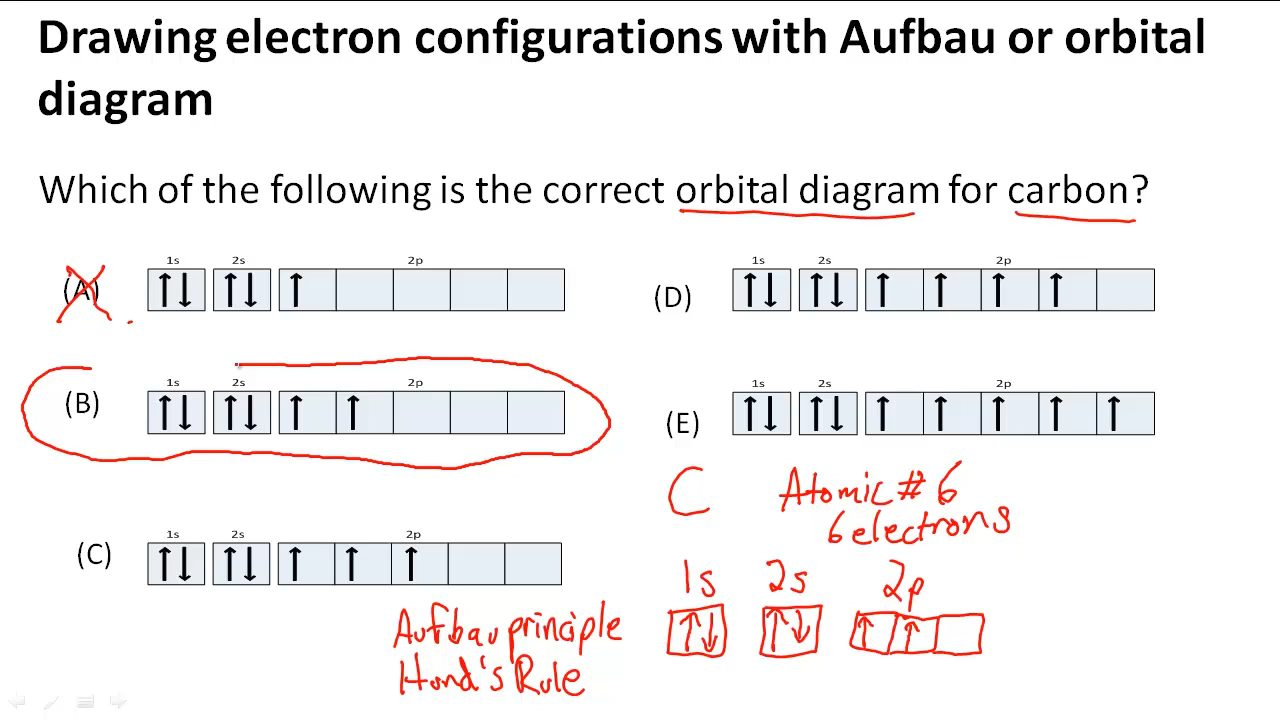 Drawing electron configurations with Aufbau or orbital
diagram
Which of the following is the correct orbital diagram for carbon?
1s 2s 2p
(A)
1s 2s 2p
(B)
1s 2s 2p
(C)
1s 2s 2p
(D)
1s 2s 2p
(E)
C Atomic # 6
6 electrons
1s 2s 2p
Aufbau principle
Hund's Rule